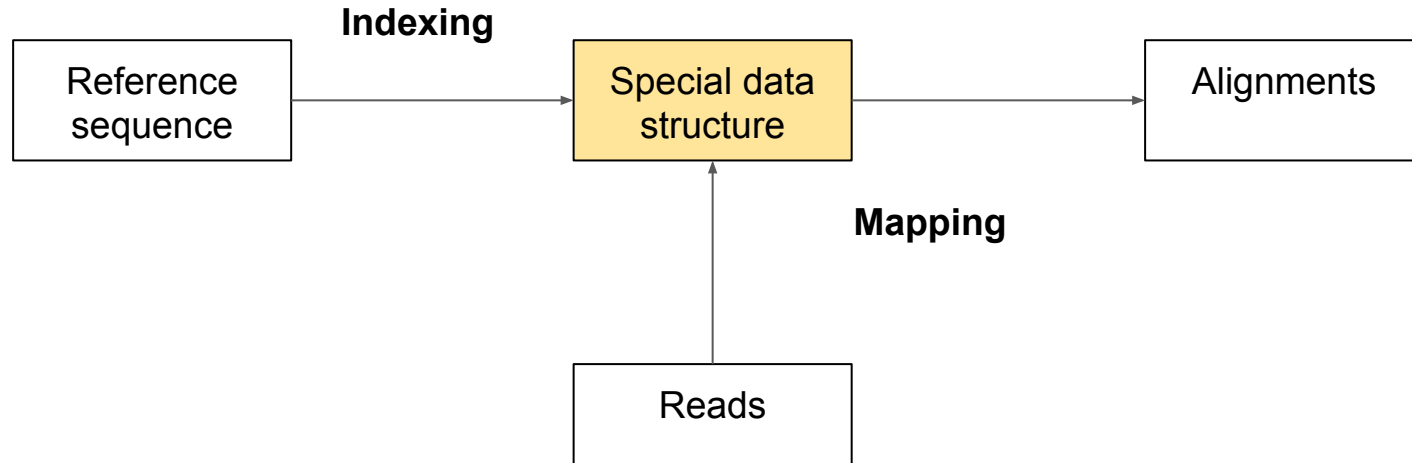 Indexing
Reference
sequence
Special data
structure
Alignments
Mapping
Reads